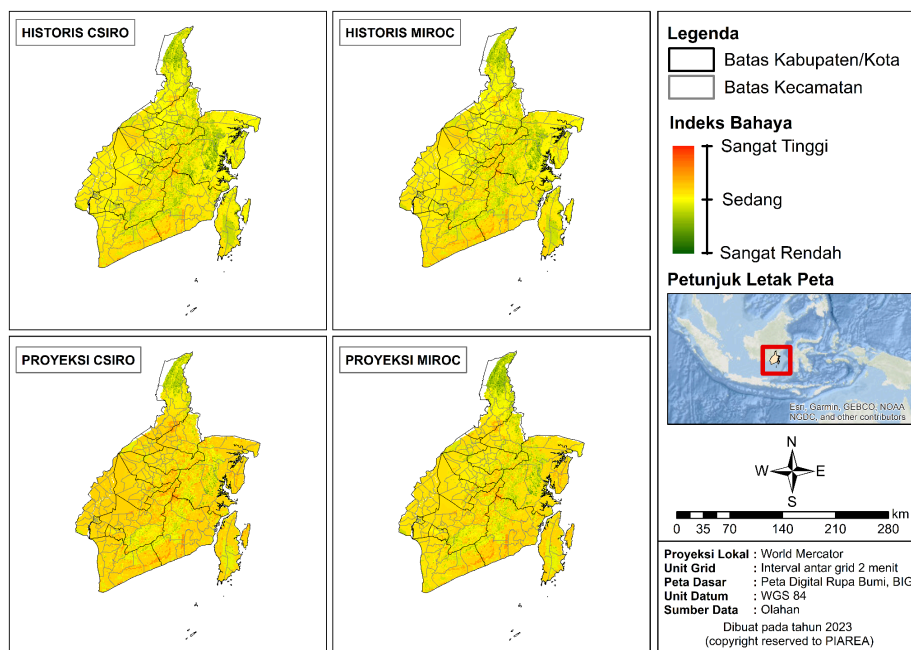 HISTORIS CSIRO
HISTORIS MIROC
PROYEKSI CSIRO
PROYEKSI MIROC
Legenda
Batas Kabupaten/Kota
Batas Kecamatan
Indeks Bahaya
Sangat Tinggi
Sedang
Sangat Rendah
Petunjuk Letak Peta
Esri, Garmin, GEBCO, NOAA
NGDC, and other contributors
N
W E
S
km
0 35 70 140 210 280
Proyeksi Lokal : World Mercator
Unit Grid : Interval antar grid 2 menit
Peta Dasar : Peta Digital Rupa Bumi, BIG
Unit Datum : WGS 84
Sumber Data : Olahan
Dibuat pada tahun 2023
(copyright reserved to PIAREA)